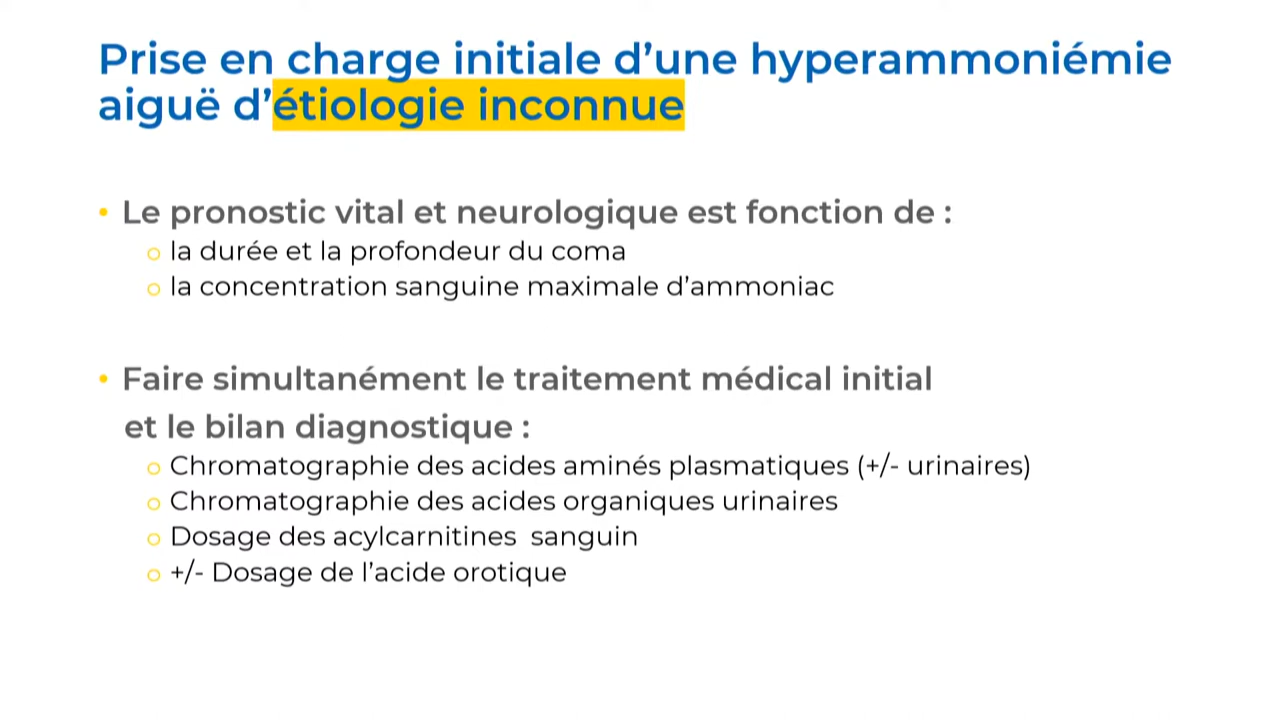 Prise en charge initiale d’une hyperammoniémie
aiguë d’étiologie inconnue
• Le pronostic vital et neurologique est fonction de :
o la durée et la profondeur du coma
o la concentration sanguine maximale d’ammoniac
• Faire simultanément le traitement médical initial
et le bilan diagnostique :
o Chromatographie des acides aminés plasmatiques (+/- urinaires)
o Chromatographie des acides organiques urinaires
o Dosage des acylcarnitines  sanguin
o +/- Dosage de l’acide orotique